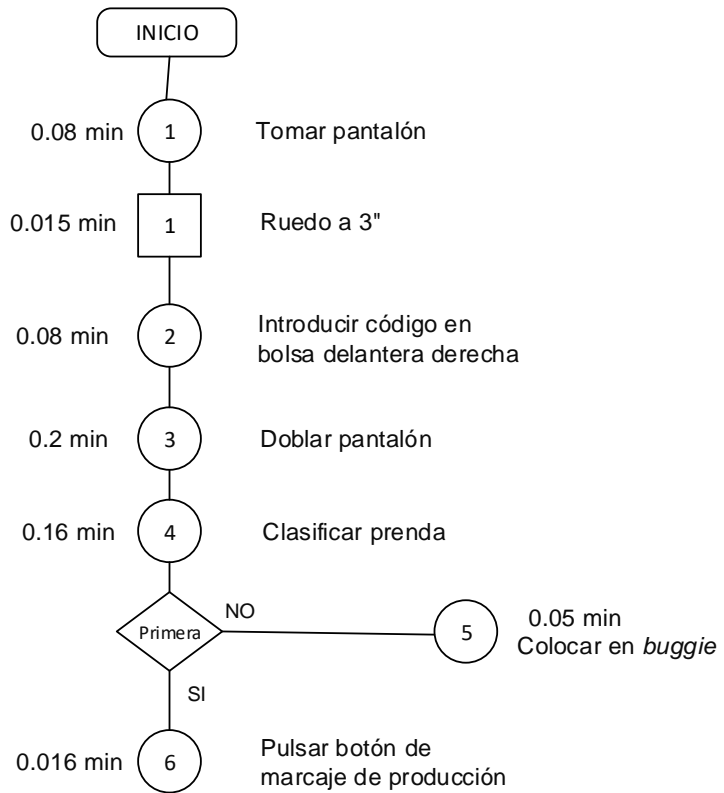 INICIO
0.08 min 1 Tomar pantalón
0.015 min 1 Ruedo a 3"
0.08 min 2 Introducir código en
bolsa delantera derecha
0.2 min 3 Doblar pantalón
0.16 min 4 Clasificar prenda
Primera NO 5 0.05 min
Colocar en buggie
SI
0.016 min 6 Pulsar botón de
marcaje de producción